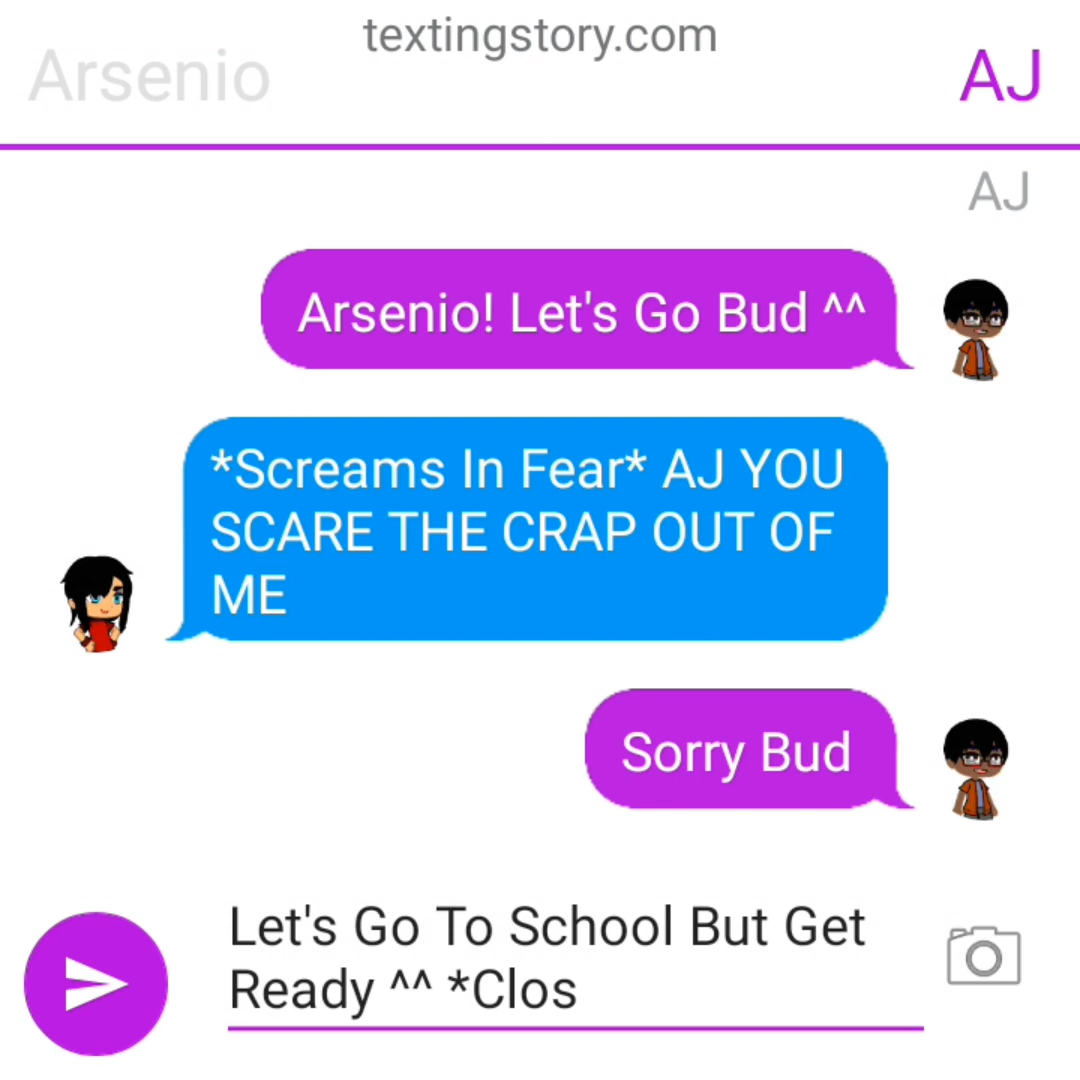 textingstory.com
Arsenio
AJ
AJ
Arsenio! Let's Go Bud ^^
*Screams In Fear* AJ YOU
SCARE THE CRAP OUT OF
ME
Sorry Bud
Let's Go To School But Get
Ready ^^ *Clos